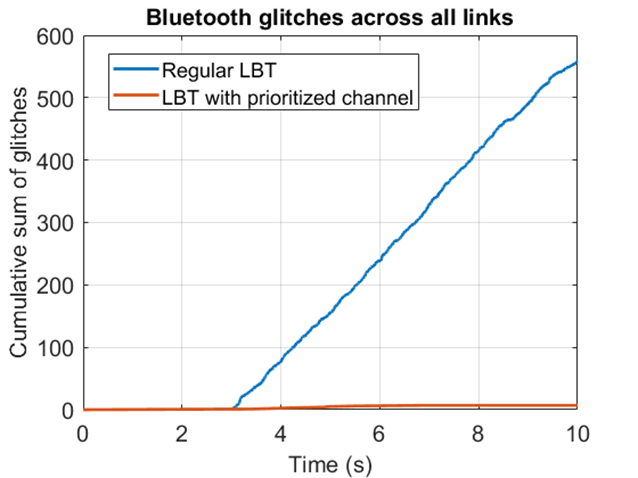 Bluetooth glitches across all links
600
500
400
300
200
100
0
Cumulative sum of glitches
Regular LBT
LBT with prioritized channel
0 2 4 6 8 10
Time (s)